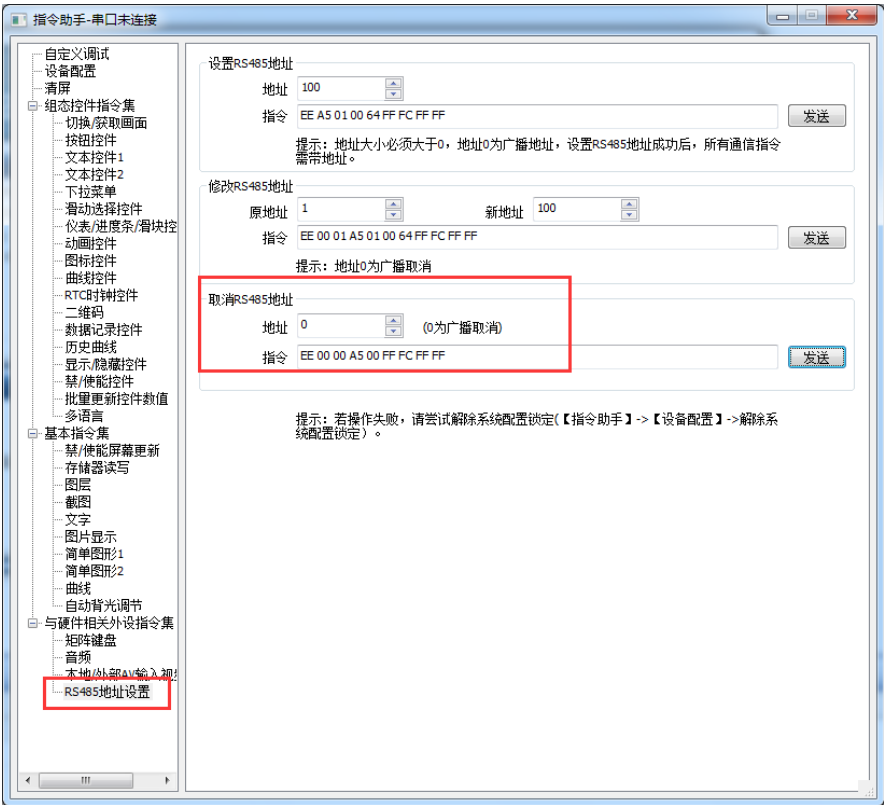 指令助手-串口未连接
自定义调试
设备配置
清屏
组态控件指令集
切换/获取画面
按钮控件
文本控件1
文本控件2
下拉菜单
滑动选择控件
仪表/进度条/滑块控
动画控件
图标控件
曲线控件
RTC时钟控件
二维码
数据记录控件
历史曲线
显示/隐藏控件
禁/使能控件
批量更新控件数值
多语言
基本指令集
禁/使能屏幕更新
存储器读写
图层
截图
文字
图片显示
简单图形1
简单图形2
曲线
自动背光调节
与硬件相关外设指令集
矩阵键盘
音频
本地/外部AV输入视
RS485地址设置
设置RS485地址
地址 100
指令 EE A5 01 00 64 FF FC FF FF 发送
提示：地址大小必须大于0，地址0为广播地址，设置RS485地址成功后，所有通信指令
需带地址。
修改RS485地址
原地址 1 新地址 100
指令 EE 00 01 A5 01 00 64 FF FC FF FF 发送
提示：地址0为广播取消
取消RS485地址
地址 0 (0为广播取消)
指令 EE 00 00 A5 00 FF FC FF FF 发送
提示：若操作失败，请尝试解除系统配置锁定(【指令助手】->【设备配置】->解除系
统配置锁定）。